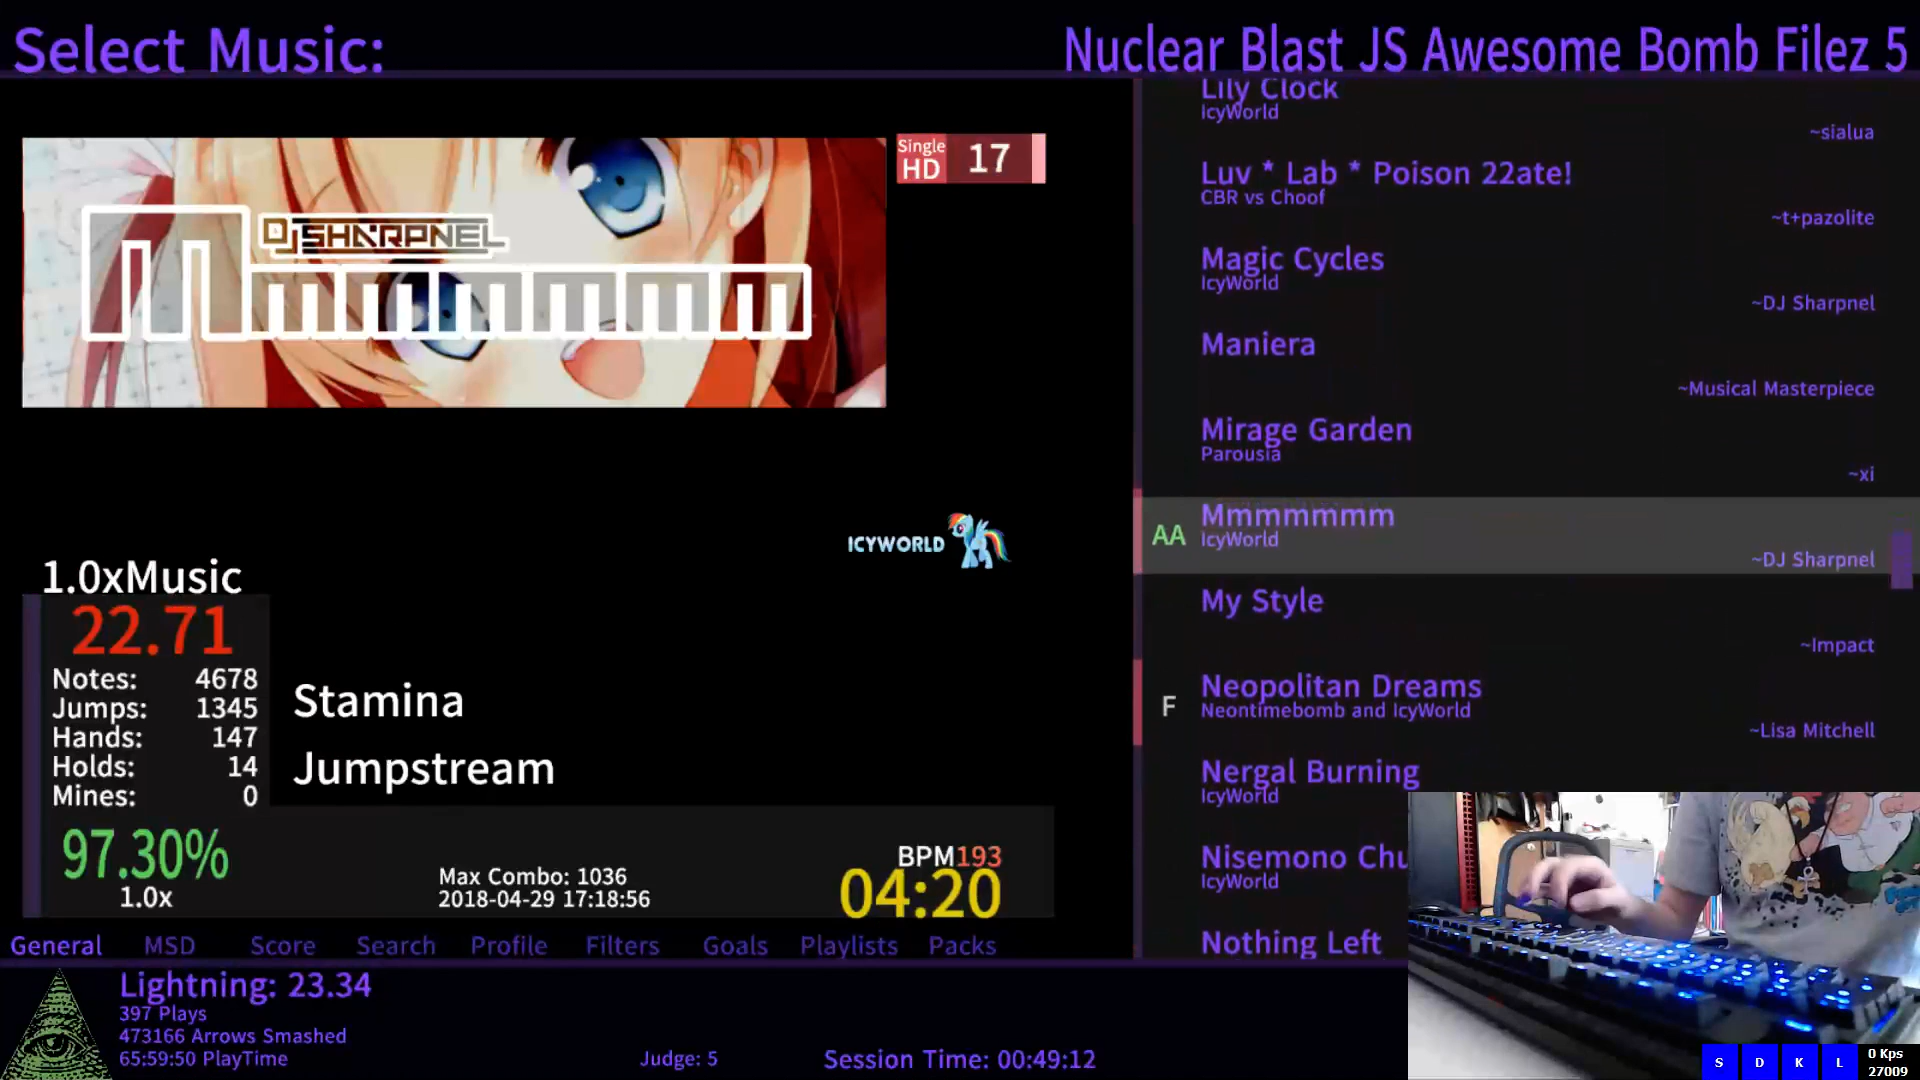 Select Music:
Nuclear Blast JS Awesome Bomb Filez 5
DJ SHARPNEL
Mmmmmmm
Single
HD
17
ICYWORLD
1.0xMusic
22.71
Notes: 4678
Jumps: 1345
Hands: 147
Holds: 14
Mines: 0
Stamina
Jumpstream
97.30%
1.0x
Max Combo: 1036
2018-04-29 17:18:56
BPM193
04:20
General MSD Score Search Profile Filters Goals Playlists Packs
Lightning: 23.34
397 Plays
473166 Arrows Smashed
65:59:50 PlayTime
Judge: 5
Session Time: 00:49:12
Lily Clock
IcyWorld
~sialua
Luv * Lab * Poison 22ate!
CBR vs Choof
~t+pazolite
Magic Cycles
IcyWorld
~DJ Sharpnel
Maniera
~Musical Masterpiece
Mirage Garden
Parousia
~xi
AA
Mmmmmmm
IcyWorld
~DJ Sharpnel
My Style
~Impact
F
Neopolitan Dreams
Neontimebomb and IcyWorld
~Lisa Mitchell
Nergal Burning
IcyWorld
Nisemono Chu
IcyWorld
Nothing Left
S D K L
0 Kps
27009